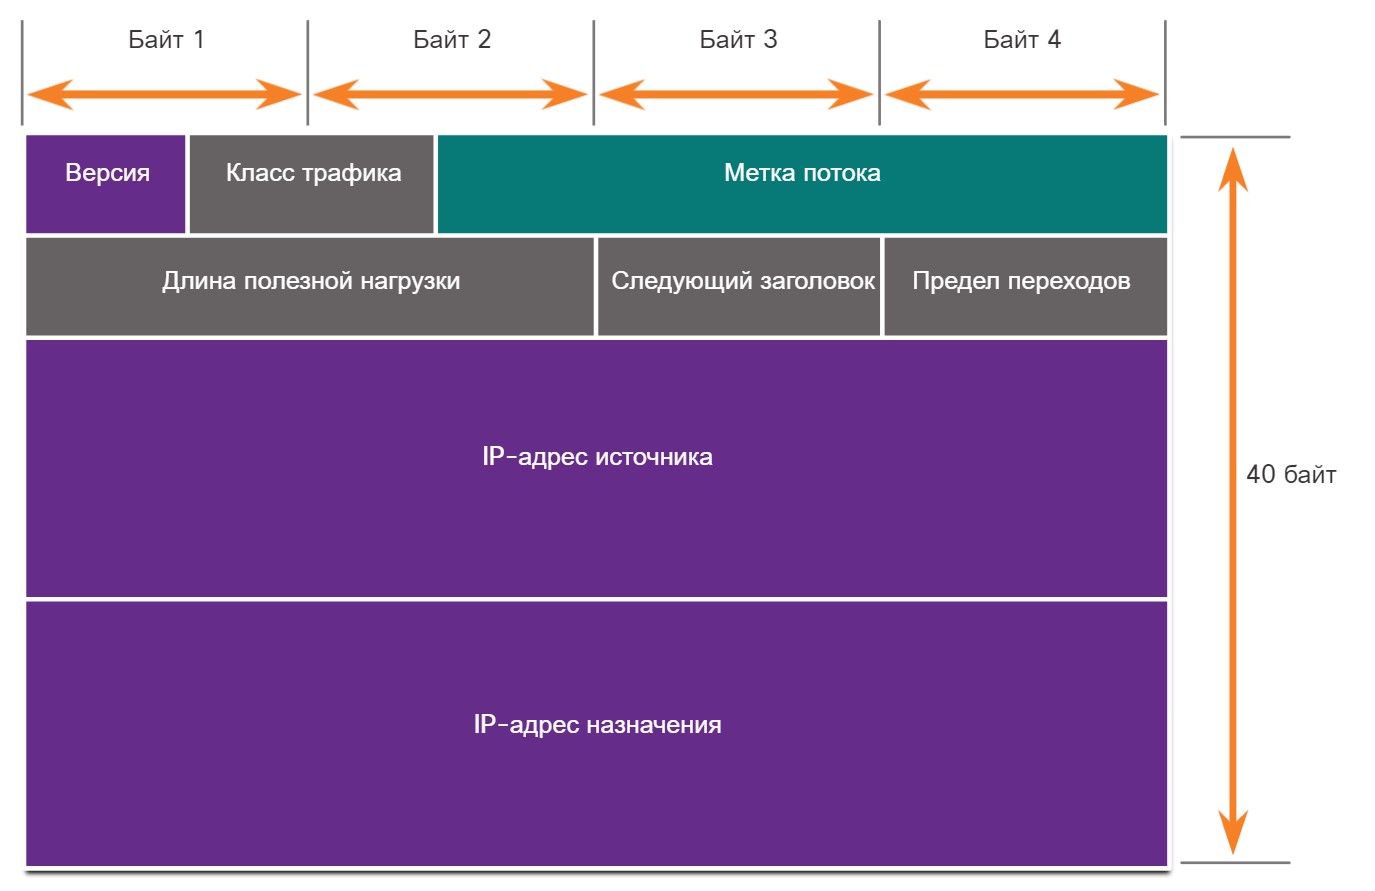 Байт 1
Байт 2
Байт 3
Байт 4
Версия
Класс трафика
Метка потока
Длина полезной нагрузки
Следующий заголовок
Предел переходов
IP-адрес источника
40 байт
IP-адрес назначения